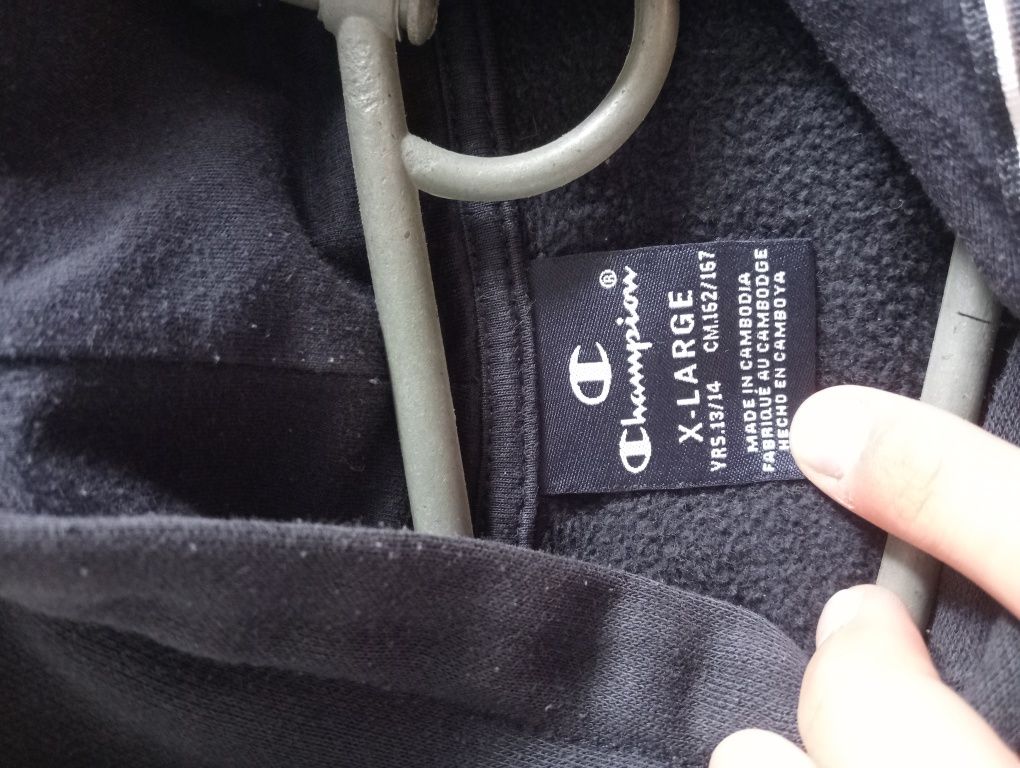 Champion®
X-LARGE
YRS.13/14 CM.152/167
MADE IN CAMBODIA
FABRIQUÉ AU CAMBODGE
HECHO EN CAMBOYA